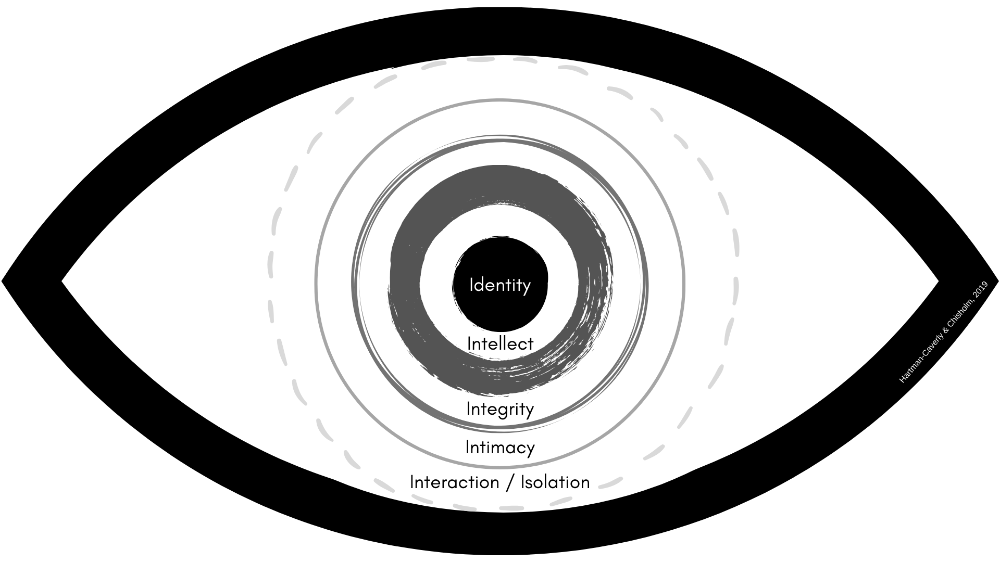 Identity
Intellect
Integrity
Intimacy
Interaction / Isolation
Hartman-Caverly & Chisholm, 2019